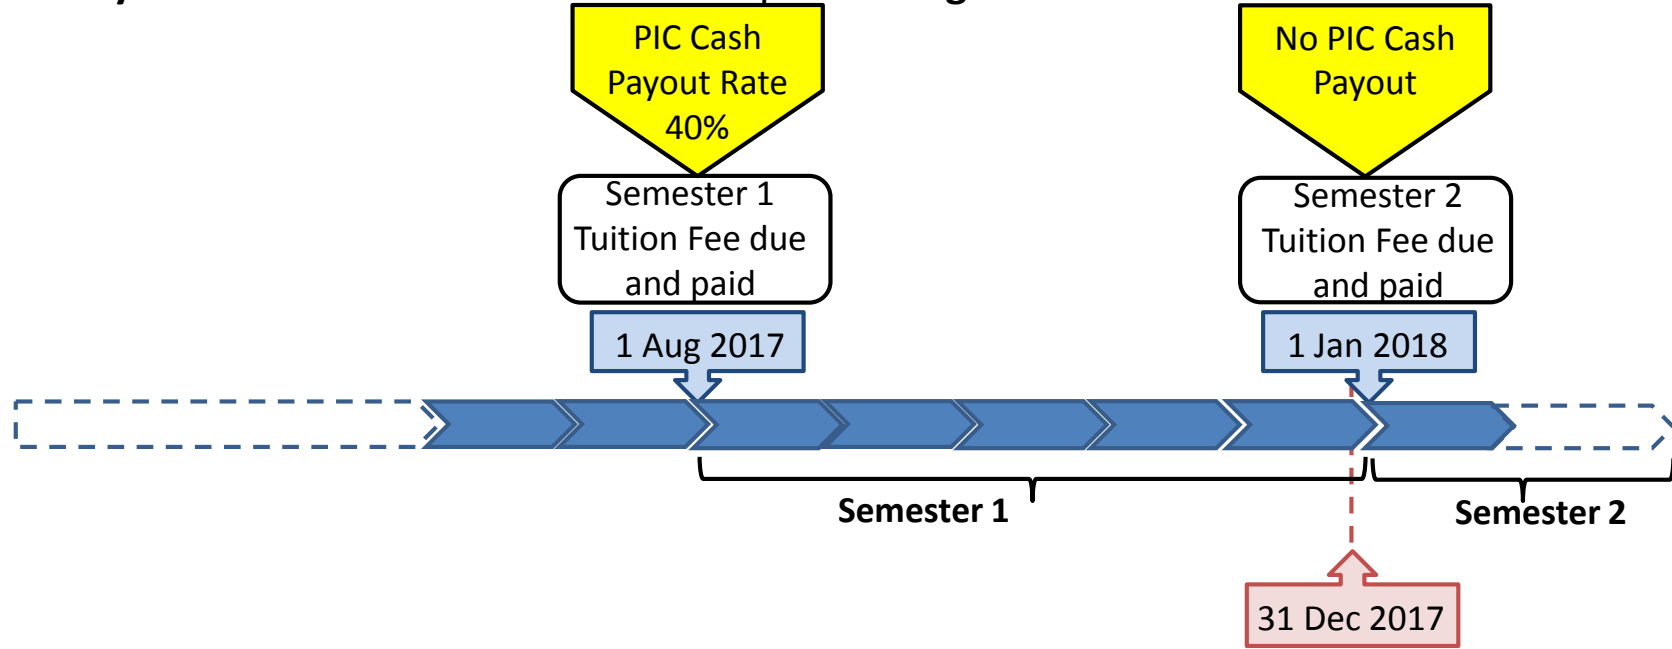 PIC Cash
Payout Rate
40%
No PIC Cash
Payout
Semester 1
Tuition Fee due
and paid
Semester 2
Tuition Fee due
and paid
1 Aug 2017
1 Jan 2018
Semester 1
Semester 2
31 Dec 2017